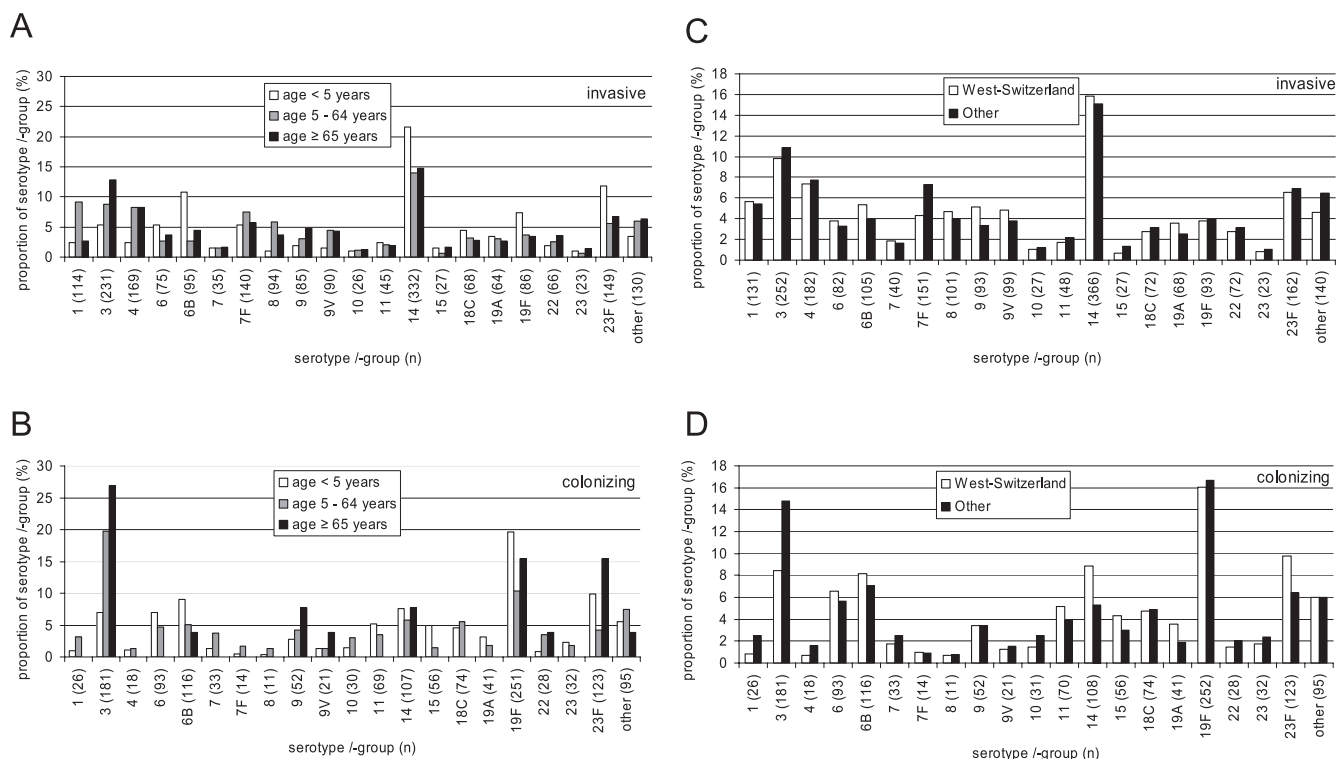 A
proportion of serotype /-group (%)
30
25
20
15
10
5
0
age < 5 years
age 5 - 64 years
age ≥ 65 years
invasive
1 (114)
3 (231)
4 (169)
6 (75)
6B (95)
7 (35)
7F (140)
8 (94)
9 (85)
9V (90)
10 (26)
11 (45)
14 (332)
15 (27)
18C (68)
19A (64)
19F (86)
22 (66)
23 (23)
23F (149)
other (130)
serotype /-group (n)
C
proportion of serotype /-group (%)
18
16
14
12
10
8
6
4
2
0
West-Switzerland
Other
invasive
1 (131)
3 (252)
4 (182)
6 (82)
6B (105)
7 (40)
7F (151)
8 (101)
9 (93)
9V (99)
10 (27)
11 (48)
14 (366)
15 (27)
18C (72)
19A (68)
19F (93)
22 (72)
23 (23)
23F (162)
other (140)
serotype /-group (n)
B
proportion of serotype /-group (%)
30
25
20
15
10
5
0
age < 5 years
age 5 - 64 years
age ≥ 65 years
colonizing
1 (26)
3 (181)
4 (18)
6 (93)
6B (116)
7 (33)
7F (14)
8 (11)
9 (52)
9V (21)
10 (30)
11 (69)
14 (107)
15 (56)
18C (74)
19A (41)
19F (251)
22 (28)
23 (32)
23F (123)
other (95)
serotype /-group (n)
D
proportion of serotype /-group (%)
18
16
14
12
10
8
6
4
2
0
West-Switzerland
Other
colonizing
1 (26)
3 (181)
4 (18)
6 (93)
6B (116)
7 (33)
7F (14)
8 (11)
9 (52)
9V (21)
10 (31)
11 (70)
14 (108)
15 (56)
18C (74)
19A (41)
19F (252)
22 (28)
23 (32)
23F (123)
other (95)
serotype /-group (n)